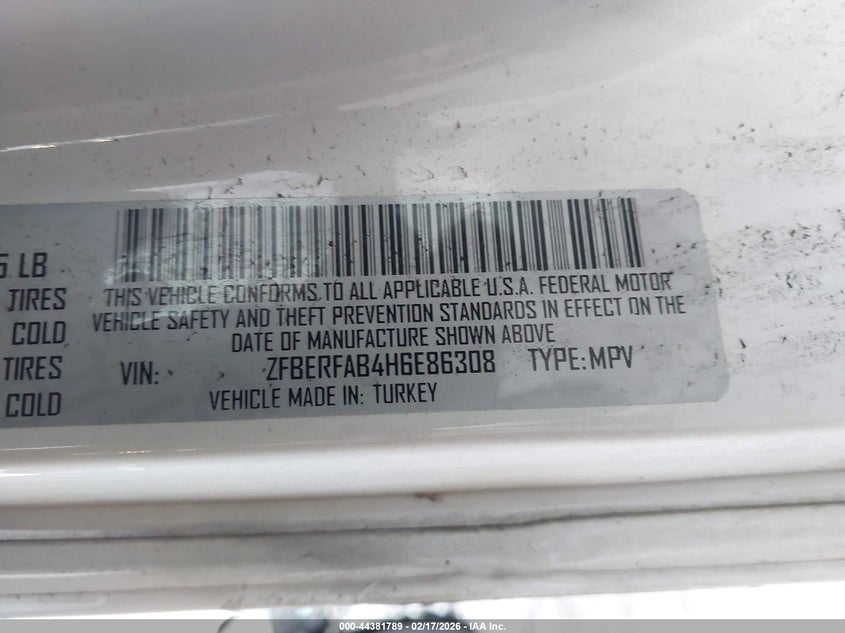 5 LB
TIRES
COLD
TIRES
COLD
THIS VEHICLE CONFORMS TO ALL APPLICABLE U.S.A. FEDERAL MOTOR
VEHICLE SAFETY AND THEFT PREVENTION STANDARDS IN EFFECT ON THE
DATE OF MANUFACTURE SHOWN ABOVE
VIN: ZFBERFAB4H6E86308 TYPE: MPV
VEHICLE MADE IN: TURKEY
000-44381789 - 02/17/2026 - IAA Inc.